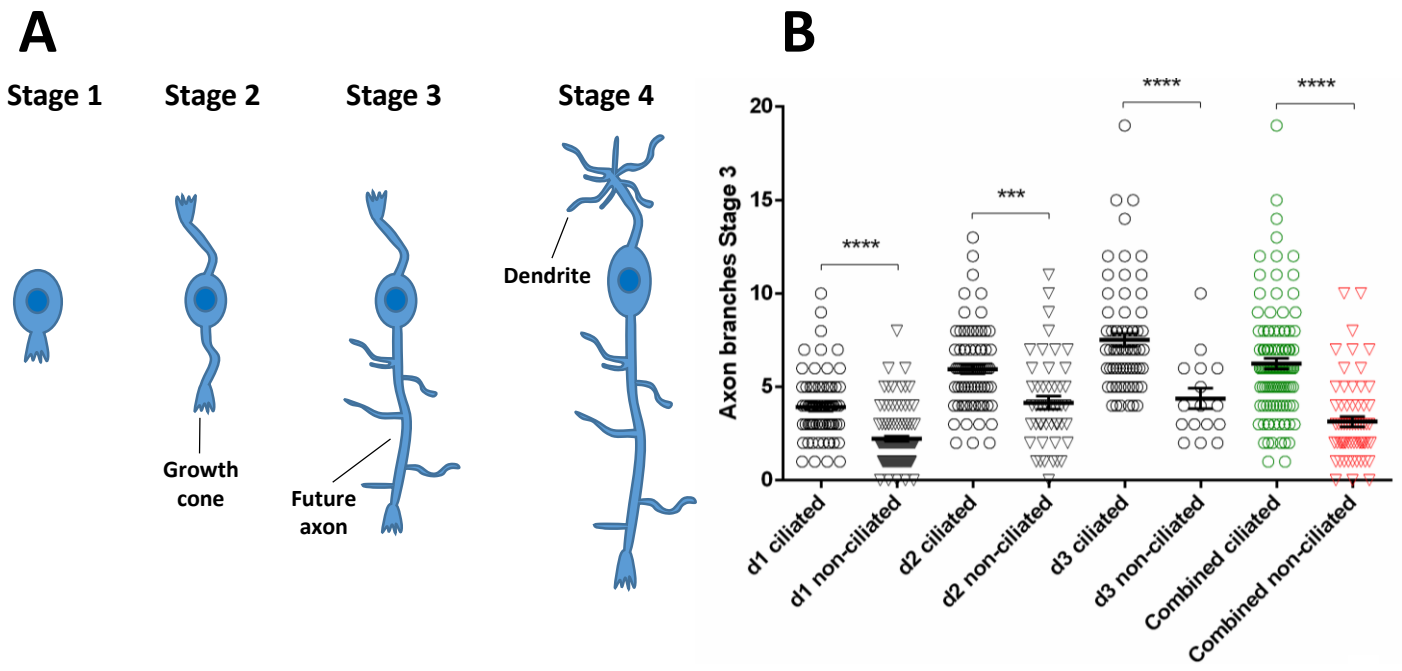 A
Stage 1
Stage 2
Stage 3
Stage 4
Dendrite
Growth
cone
Future
axon
B
Axon branches Stage 3
20
15
10
5
0
****
***
****
****
d1 ciliated
d1 non-ciliated
d2 ciliated
d2 non-ciliated
d3 ciliated
d3 non-ciliated
Combined ciliated
Combined non-ciliated